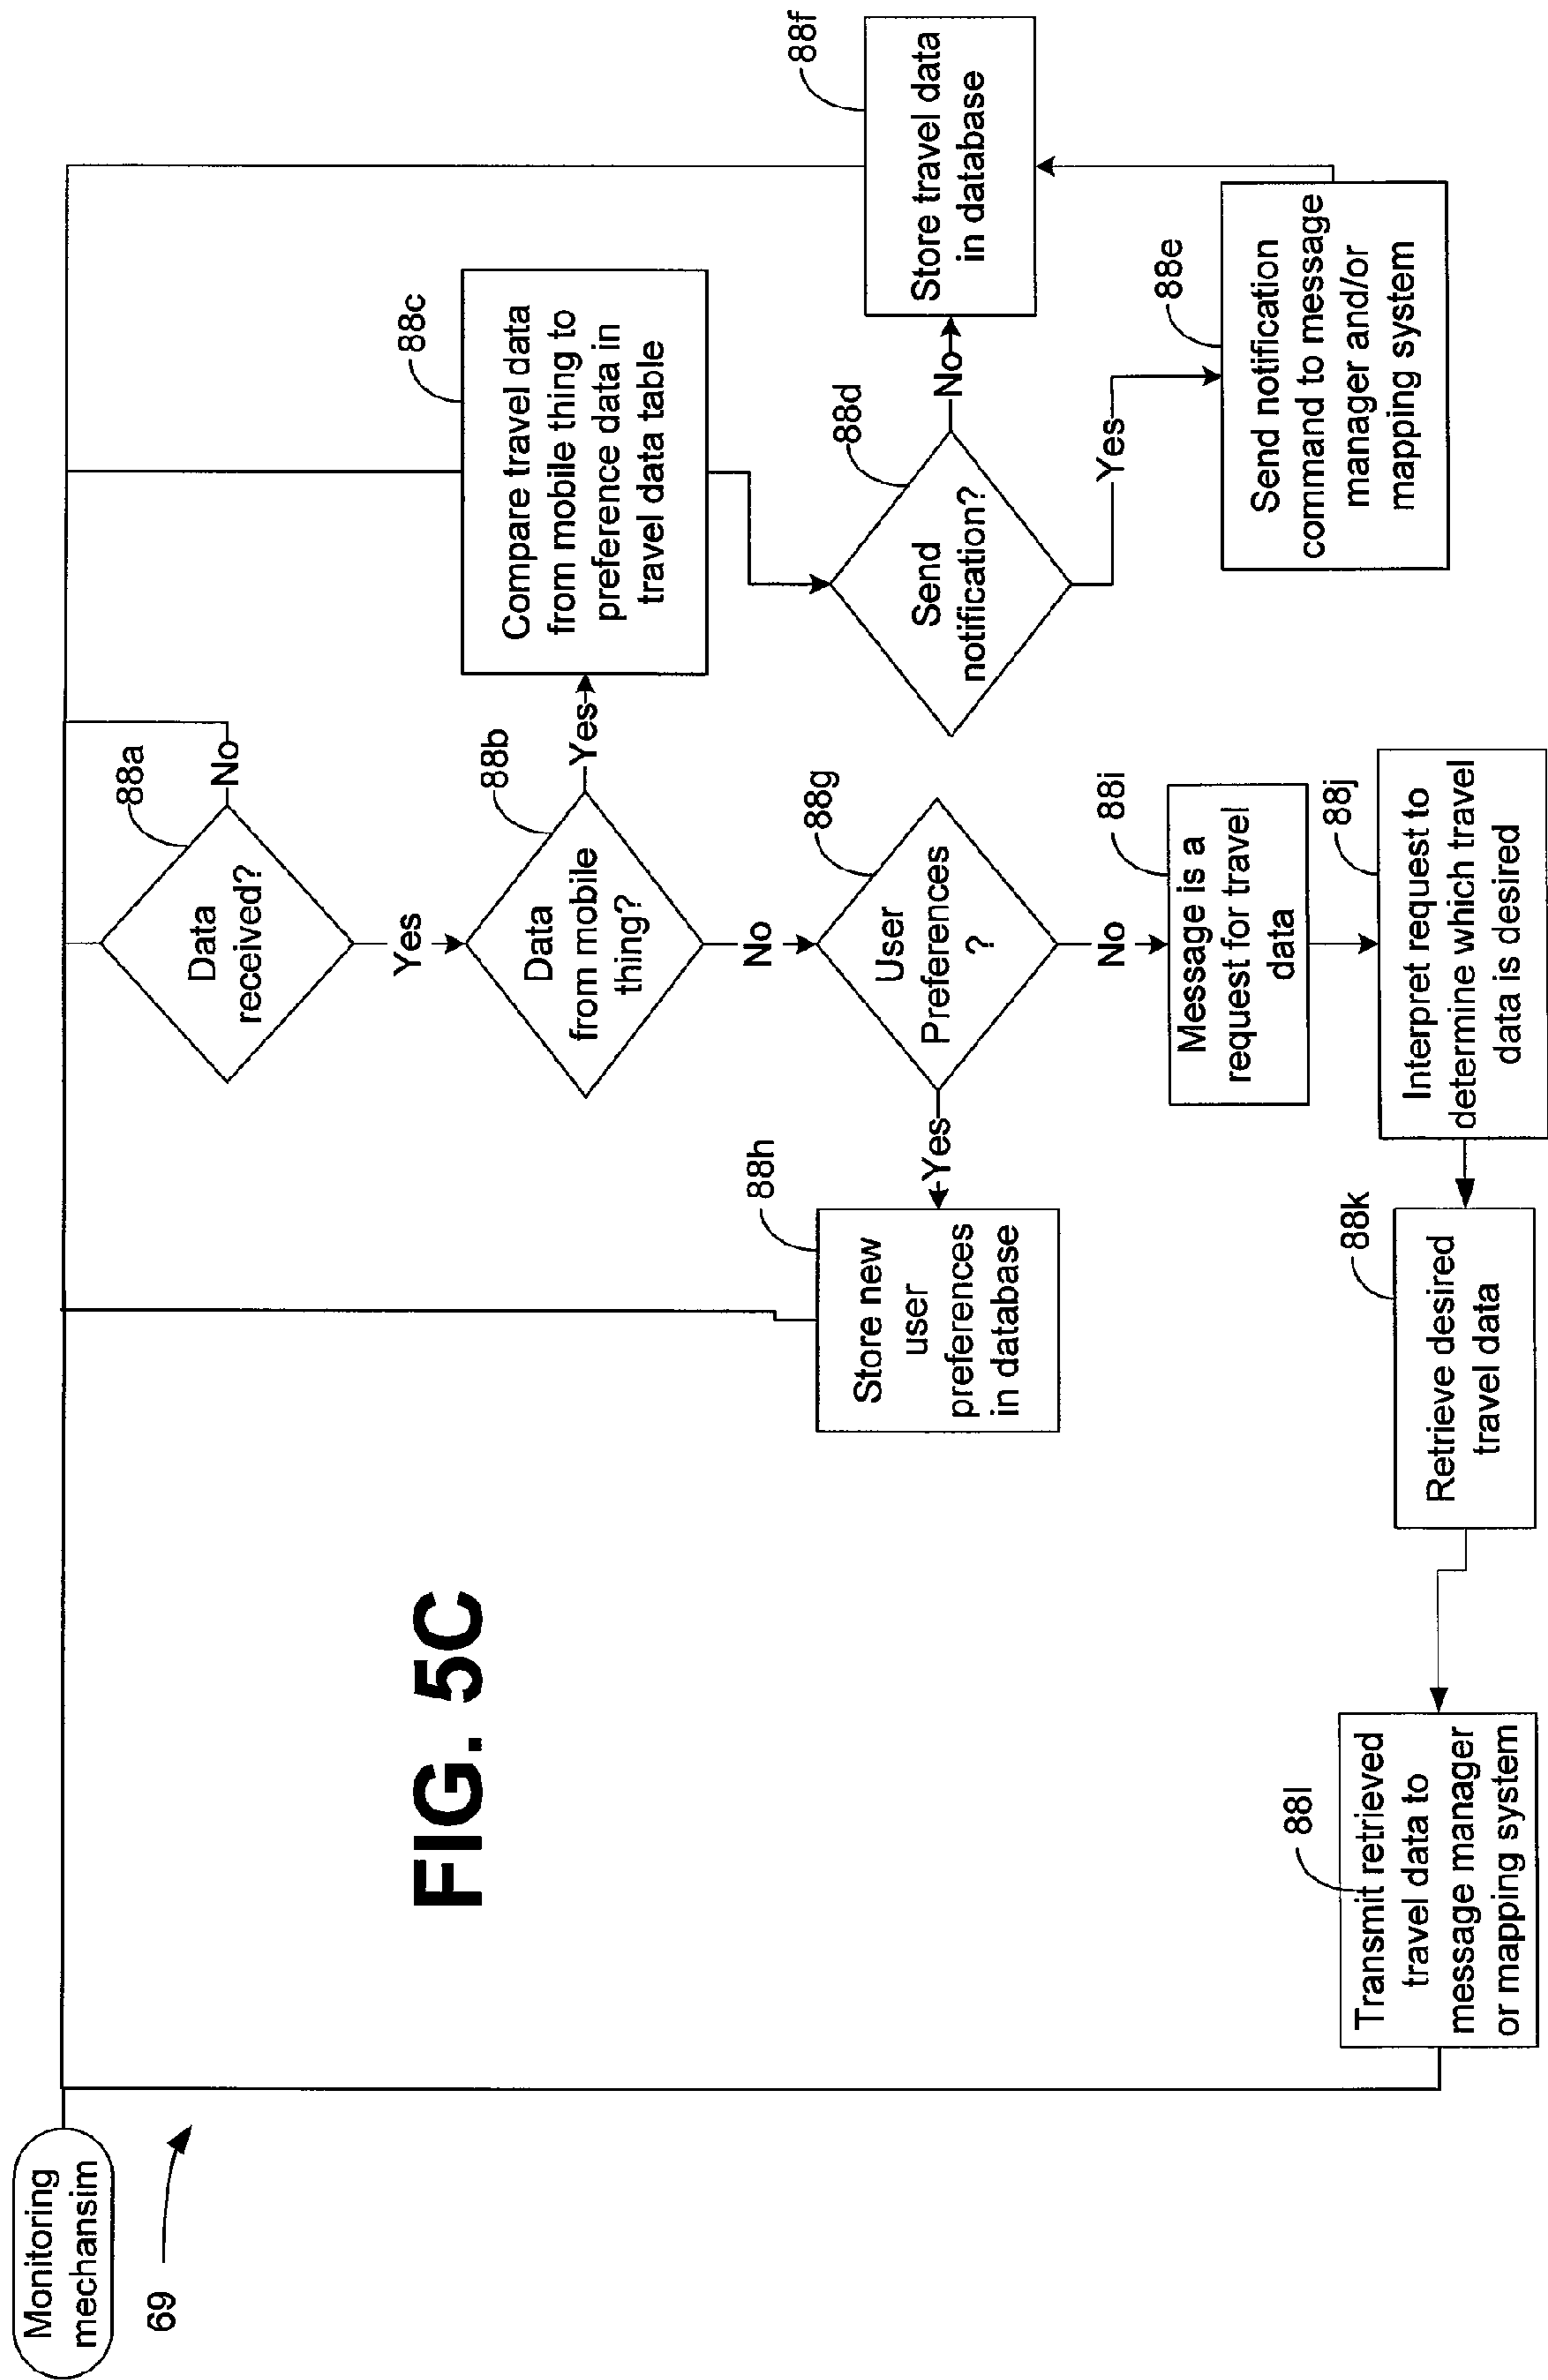 Monitoring
mechansim
69
FIG. 5C
88a
Data
received?
No
Yes
88b
Data
from mobile
thing?
Yes
No
88c
Compare travel data
from mobile thing to
preference data in
travel data table
88d
Send
notification?
No
Yes
88e
Send notification
command to message
manager and/or
mapping system
88f
Store travel data
in database
88g
User
Preferences
?
Yes
No
88h
Store new
user
preferences
in database
88i
Message is a
request for travel
data
88j
Interpret request to
determine which travel
data is desired
88k
Retrieve desired
travel data
88l
Transmit retrieved
travel data to
message manager
or mapping system